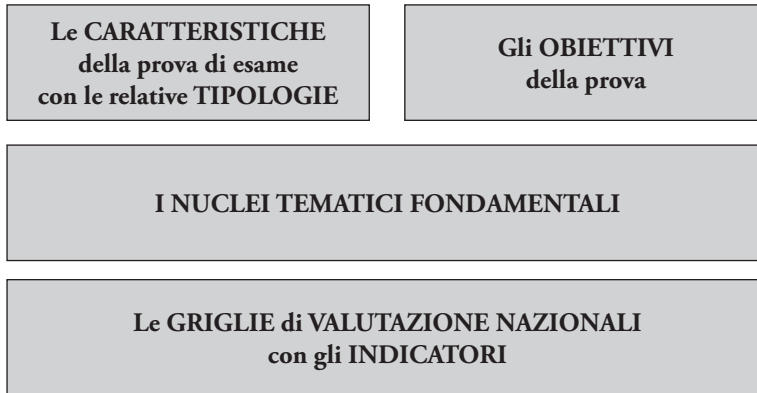 Le CARATTERISTICHE
della prova di esame
con le relative TIPOLOGIE
Gli OBIETTIVI
della prova
I NUCLEI TEMATICI FONDAMENTALI
Le GRIGLIE di VALUTAZIONE NAZIONALI
con gli INDICATORI